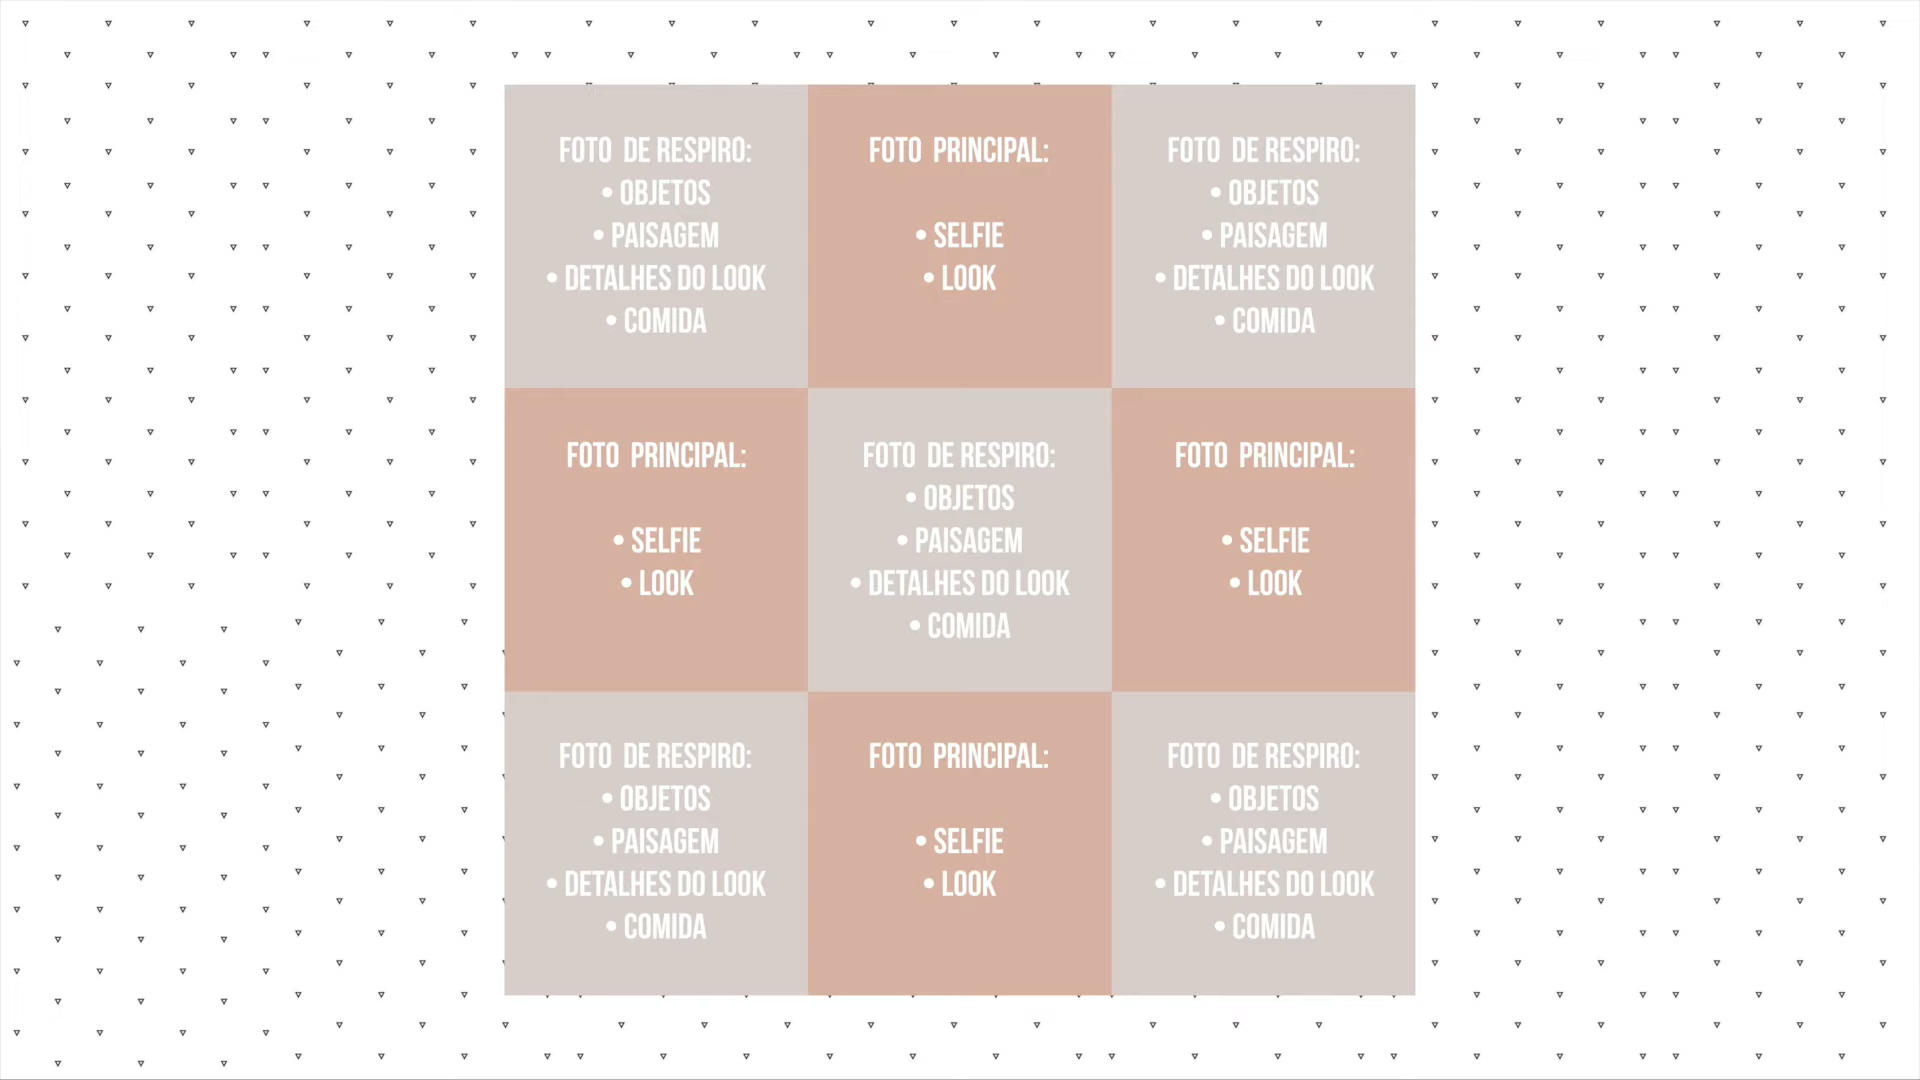 FOTO DE RESPIRO:
• OBJETOS
• PAISAGEM
• DETALHES DO LOOK
• COMIDA
FOTO PRINCIPAL:
• SELFIE
• LOOK
FOTO DE RESPIRO:
• OBJETOS
• PAISAGEM
• DETALHES DO LOOK
• COMIDA
FOTO PRINCIPAL:
• SELFIE
• LOOK
FOTO DE RESPIRO:
• OBJETOS
• PAISAGEM
• DETALHES DO LOOK
• COMIDA
FOTO PRINCIPAL:
• SELFIE
• LOOK
FOTO DE RESPIRO:
• OBJETOS
• PAISAGEM
• DETALHES DO LOOK
• COMIDA
FOTO PRINCIPAL:
• SELFIE
• LOOK
FOTO DE RESPIRO:
• OBJETOS
• PAISAGEM
• DETALHES DO LOOK
• COMIDA